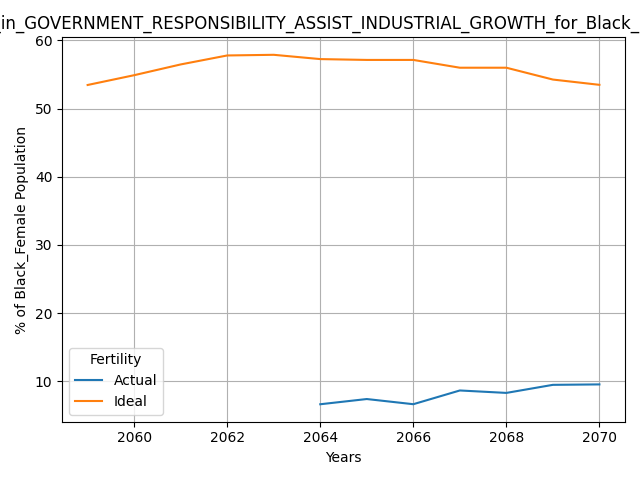 _in_GOVERNMENT_RESPONSIBILITY_ASSIST_INDUSTRIAL_GROWTH_for_Black_
60
50
40
30
20
10
% of Black_Female Population
Fertility
Actual
Ideal
2060 2062 2064 2066 2068 2070
Years